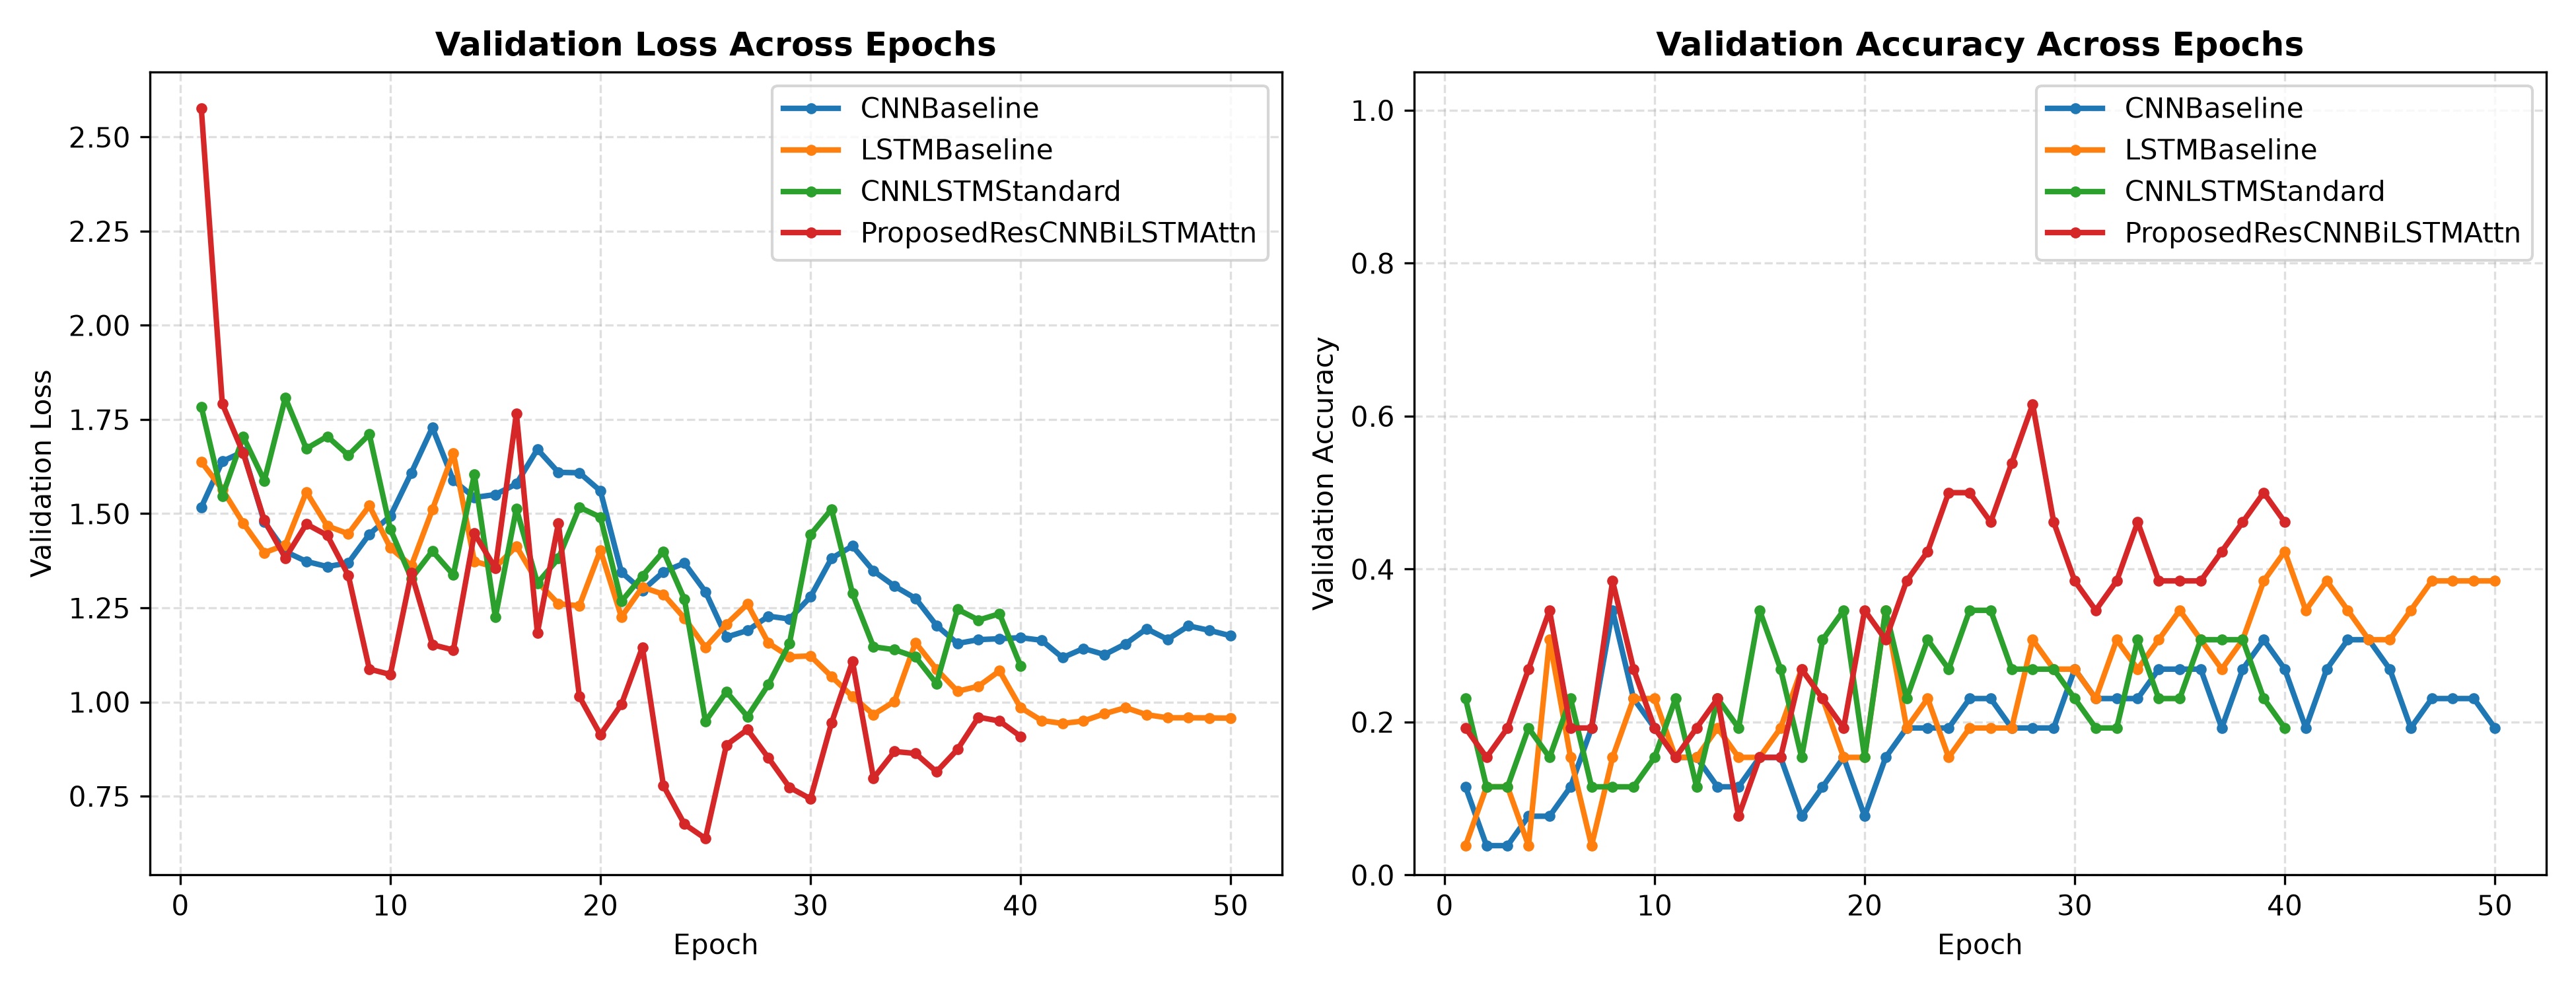 Validation Loss Across Epochs
Validation Loss
2.50
2.25
2.00
1.75
1.50
1.25
1.00
0.75
0
10
20
30
40
50
Epoch
CNNBaseline
LSTMBaseline
CNNLSTMStandard
ProposedResCNNBiLSTMAttn
Validation Accuracy Across Epochs
Validation Accuracy
1.0
0.8
0.6
0.4
0.2
0.0
0
10
20
30
40
50
Epoch
CNNBaseline
LSTMBaseline
CNNLSTMStandard
ProposedResCNNBiLSTMAttn